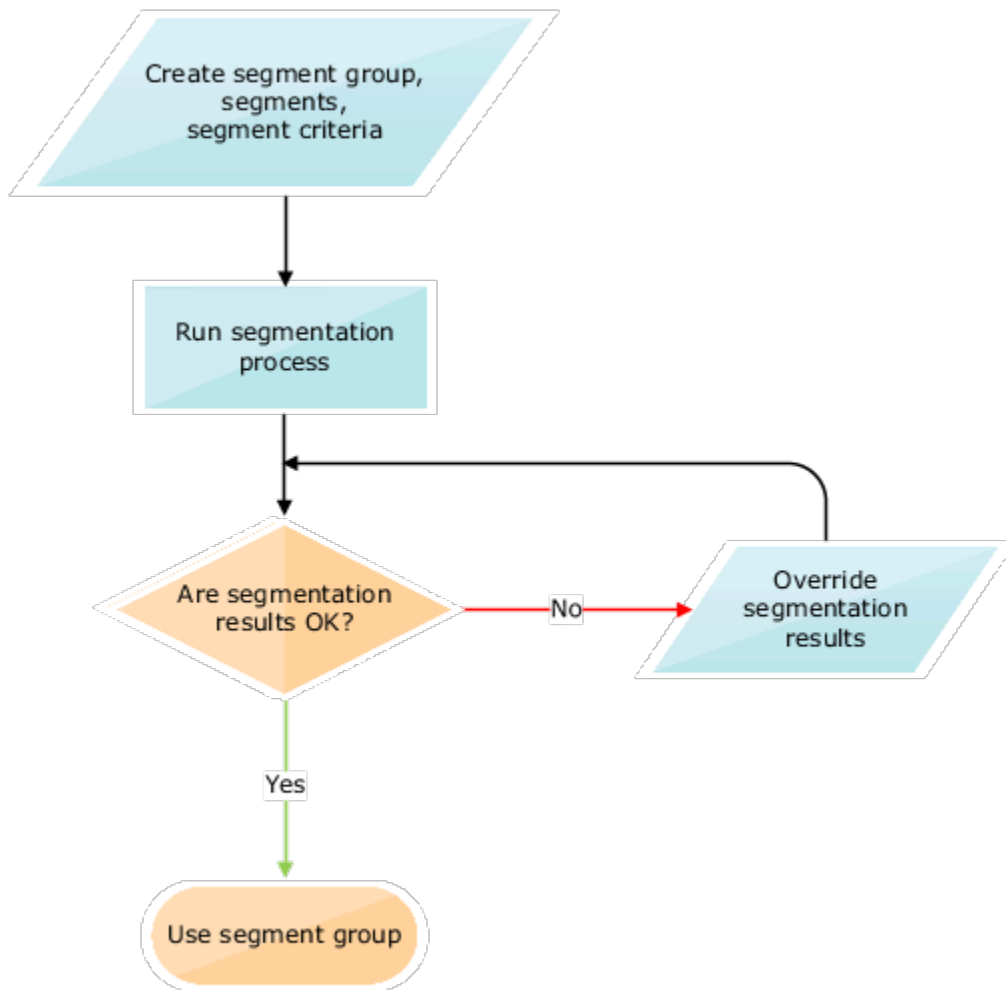 Create segment group,
segments,
segment criteria
Run segmentation
process
Are segmentation
results OK?
No
Override
segmentation
results
Yes
Use segment group